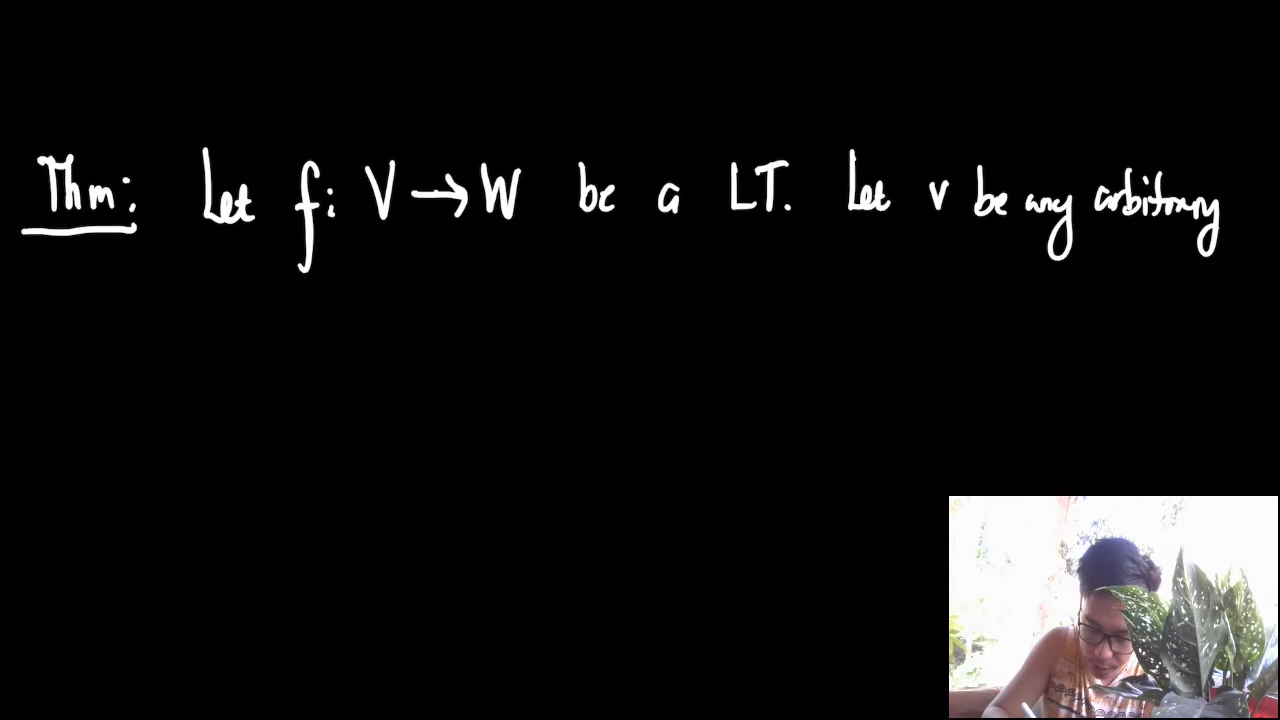 Thm: Let f: V → W be a LT. Let v be any arbitrary